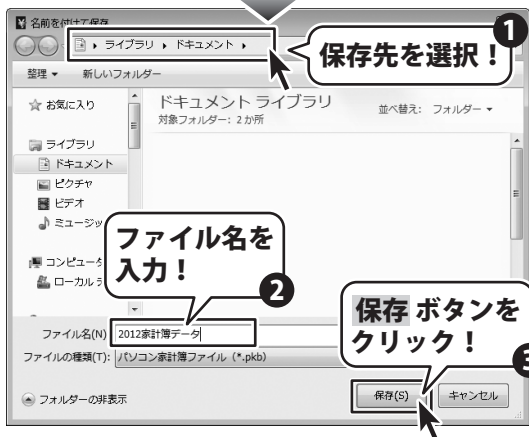 名前を付けて保存
ライブラリ ▸ ドキュメント ▸
保存先を選択！
1
整理 ▼ 新しいフォルダー
お気に入り
ドキュメント ライブラリ
対象フォルダー: 2 か所
並べ替え: フォルダー ▼
ライブラリ
ドキュメント
ピクチャ
ビデオ
ミュージッ
コンピュータ
ローカル
ファイル名を
入力！
2
保存 ボタンを
クリック！
3
ファイル名(N)
2012家計簿データ
ファイルの種類(T):
パソコン家計簿ファイル (*.pkb)
フォルダーの非表示
保存(S)
キャンセル